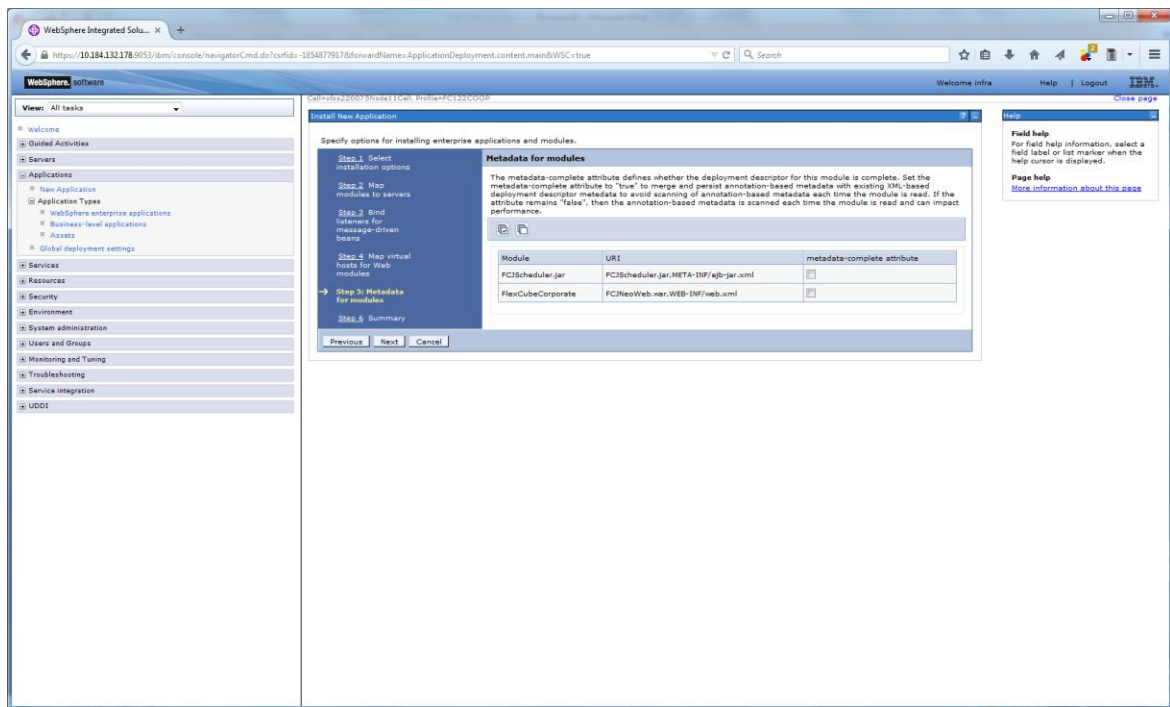 WebSphere Integrated Solu... × +
https://10.184.132.178:9053/ibm/console/navigatorCmd.do?csrfid=-1854877917&forwardName=ApplicationDeployment.content.main&WSC=true
Search
2
WebSphere. software
Welcome infra
Help | Logout
IBM.
View: All tasks
Welcome
Guided Activities
Servers
Applications
New Application
Application Types
WebSphere enterprise applications
Business-level applications
Assets
Global deployment settings
Services
Resources
Security
Environment
System administration
Users and Groups
Monitoring and Tuning
Troubleshooting
Service integration
UDDI
Cell=ofss220075Node11Cell, Profile=FC122COOP
Close page
Install New Application
? –
Specify options for installing enterprise applications and modules.
Step 1 Select
installation options
Step 2 Map
modules to servers
Step 3 Bind
listeners for
message-driven
beans
Step 4 Map virtual
hosts for Web
modules
Step 5: Metadata
for modules
Step 6 Summary
Metadata for modules
The metadata-complete attribute defines whether the deployment descriptor for this module is complete. Set the
metadata-complete attribute to "true" to merge and persist annotation-based metadata with existing XML-based
deployment descriptor metedata to avoid scanning of annotation-based metadata each time the module is read. If the
attribute remains "false", then the annotation-based metadata is scanned each time the module is read and can impact
performance.
Module URI metadata-complete attribute
FCJScheduler.jar FCJScheduler.jar,META-INF/ejb-jar.xml
FlexCubeCorporate FCJNeoWeb.war,WEB-INF/web.xml
Previous Next Cancel
Help
Field help
For field help information, select a
field label or list marker when the
help cursor is displayed.
Page help
More information about this page